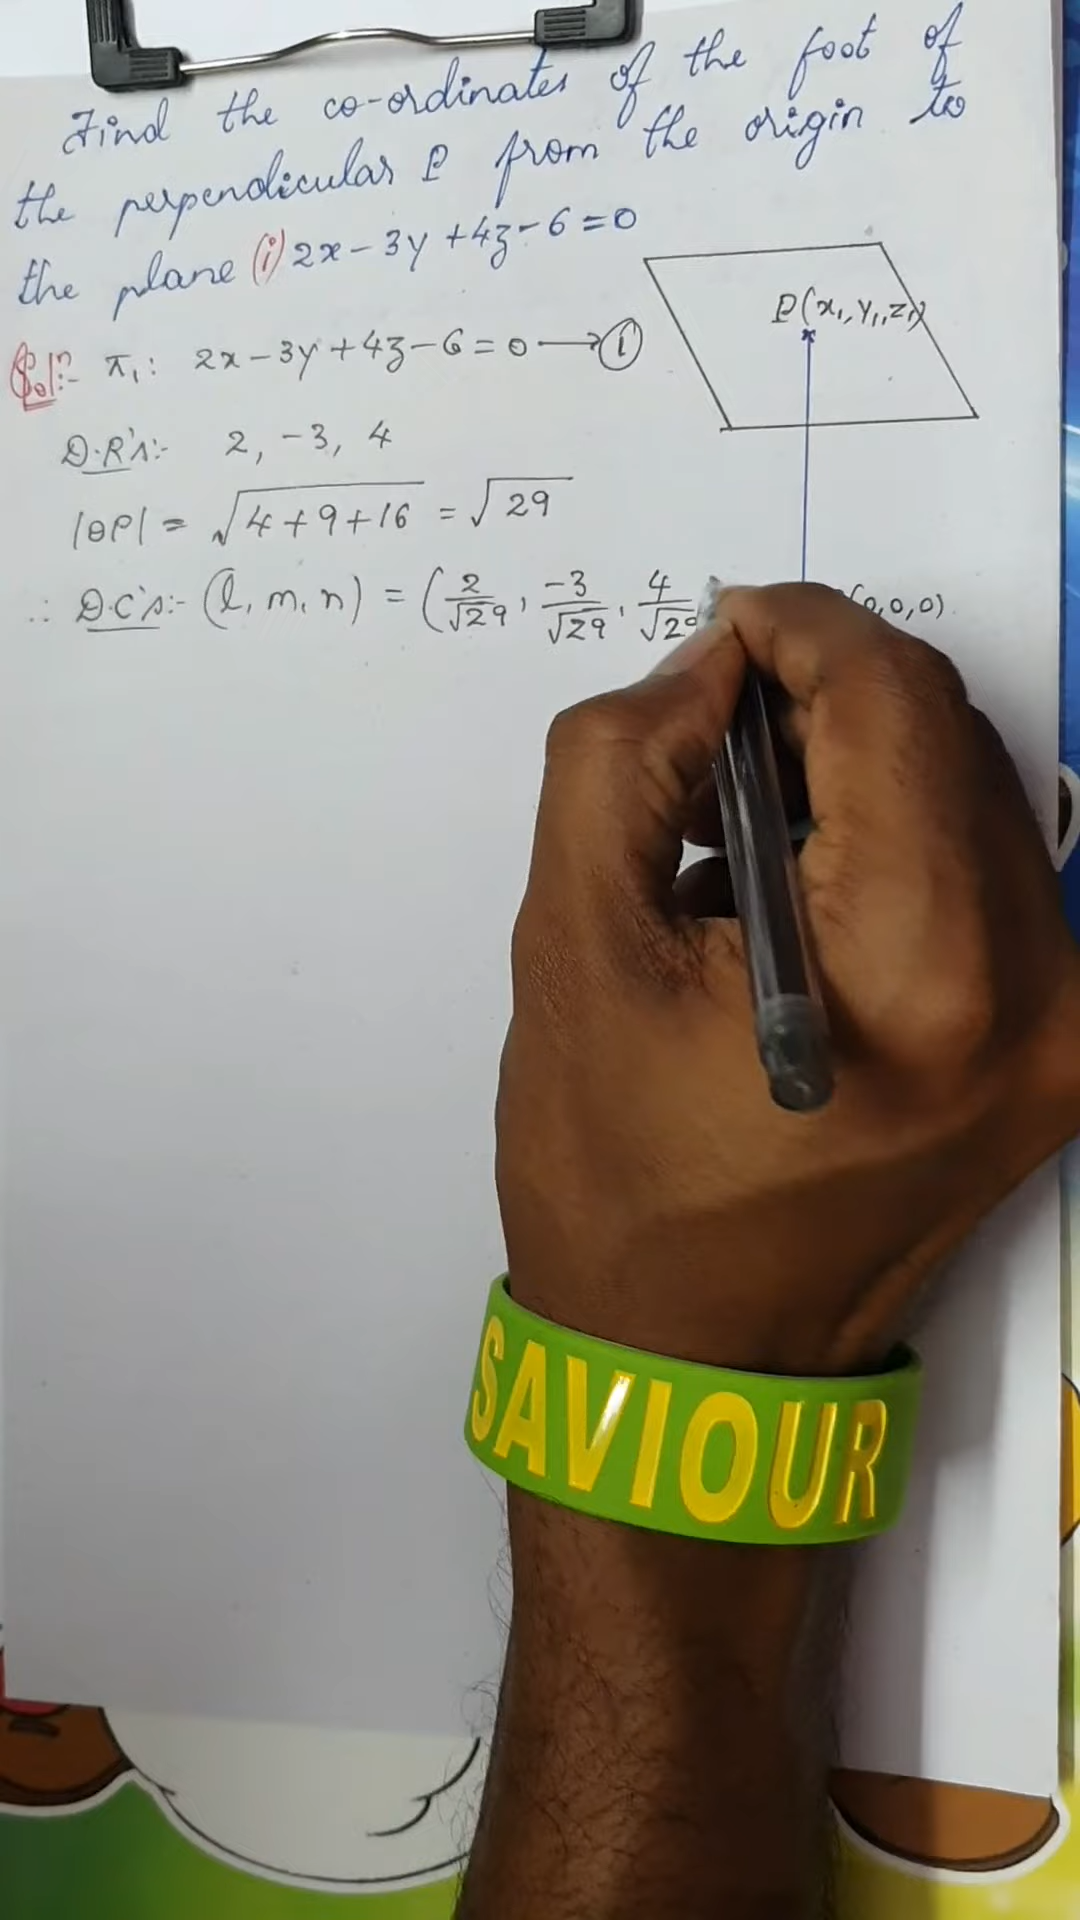 Find the co-ordinates of the foot of
the perpendicular P from the origin to
the plane (i) 2x - 3y + 4z - 6 = 0
P(x₁, y₁, z₁)
Sol:- π₁: 2x - 3y + 4z - 6 = 0 → (i)
D.R's:- 2, -3, 4
|OP| = √(4+9+16) = √29
∴ D.C's:- (l, m, n) = (2/√29, -3/√29, 4/√29
(0,0,0)
SAVIOUR